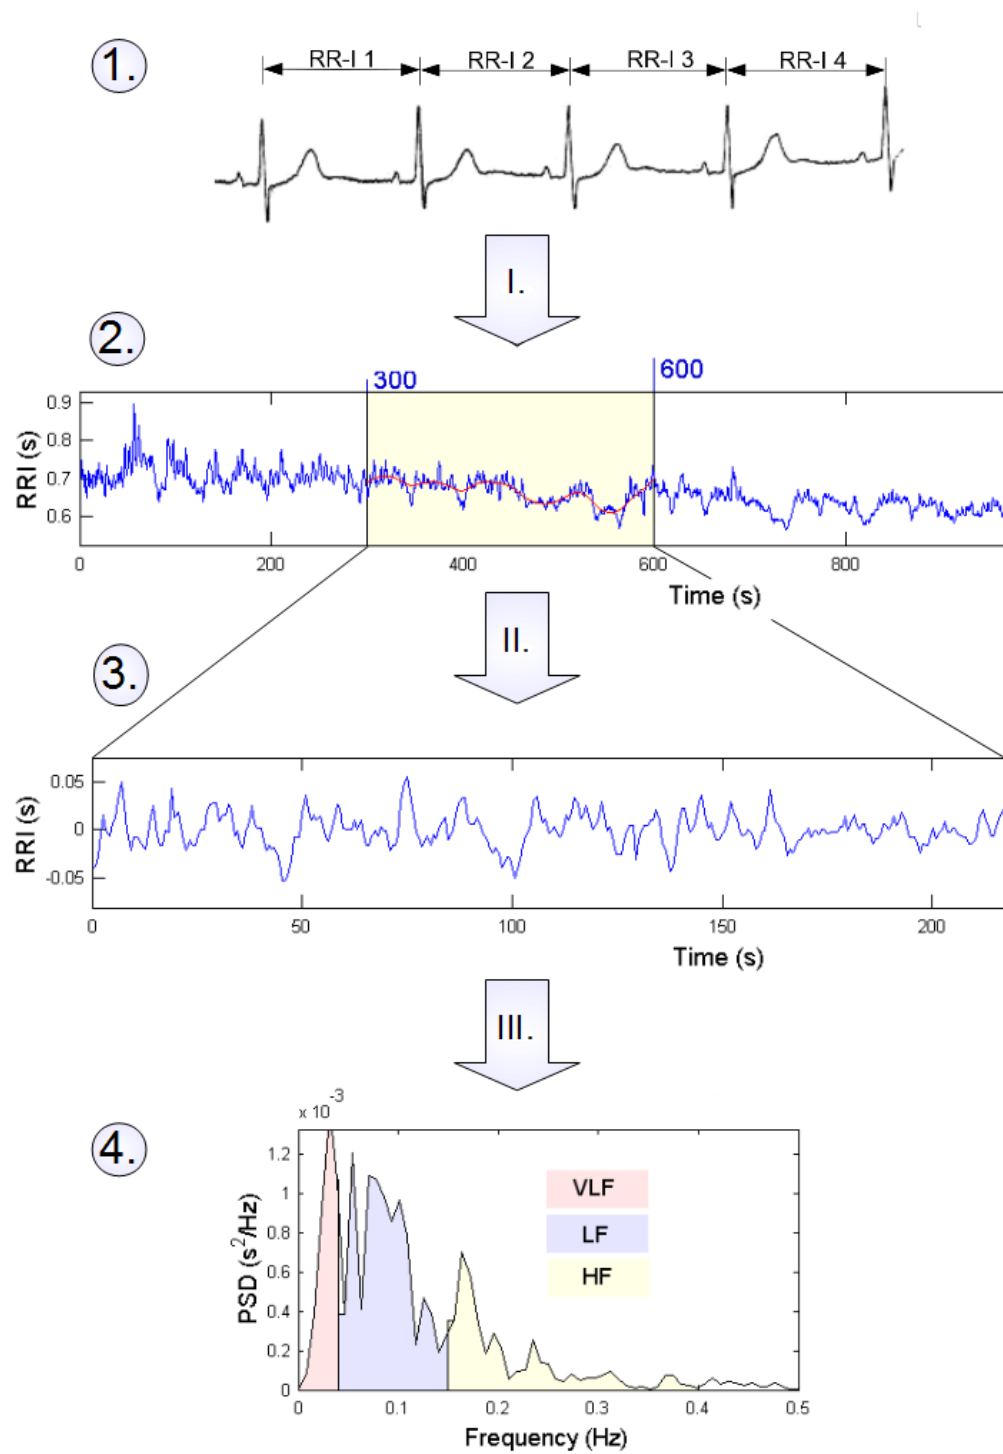 1.
RR-I 1 RR-I 2 RR-I 3 RR-I 4
I.
2.
300 600
0.9
0.8
0.7
0.6
RRI (s)
0 200 400 600 800
Time (s)
II.
3.
0.05
0
-0.05
RRI (s)
0 50 100 150 200
Time (s)
III.
4.
x 10-3
1.2
1
0.8
0.6
0.4
0.2
0
PSD (s²/Hz)
VLF
LF
HF
0 0.1 0.2 0.3 0.4 0.5
Frequency (Hz)